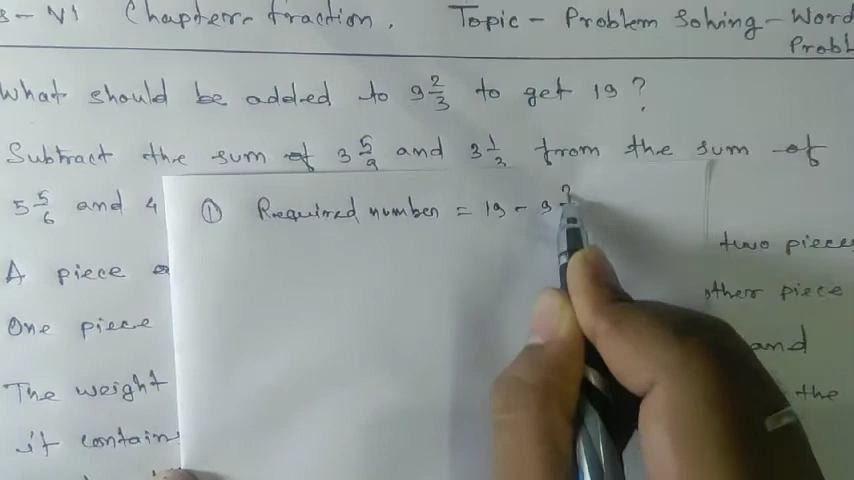 s - VI Chapter - fraction. Topic - Problem Solving - Word Probl
What should be added to 9 2/3 to get 19?
Subtract the sum of 3 5/9 and 3 1/3 from the sum of
5 5/6 and 4
① Required number = 19 - 9 2
two pieces
A piece
other piece
One piece
and
The weight
the
it contain